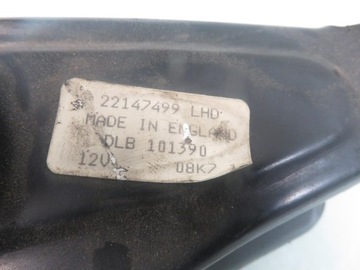 22147499 LHD
MADE IN ENGLAND
DLB 101390
12V 08K7